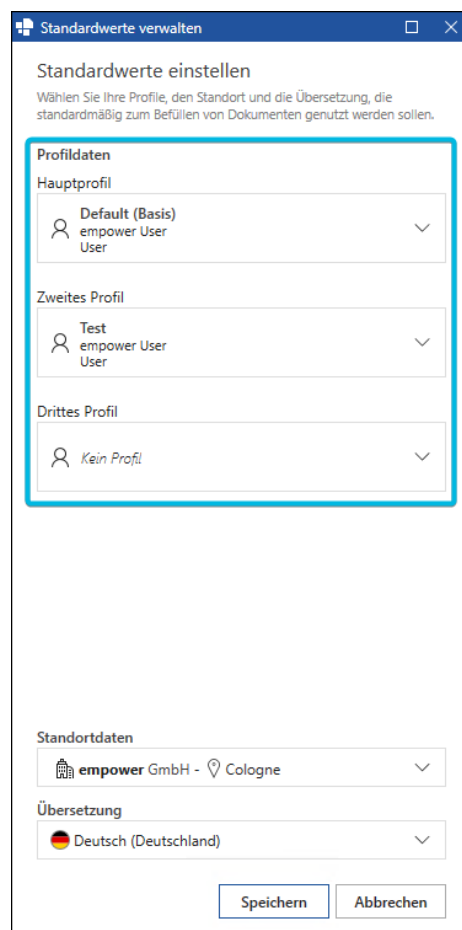 Standardwerte verwalten
Standardwerte einstellen
Wählen Sie Ihre Profile, den Standort und die Übersetzung, die
standardmäßig zum Befüllen von Dokumenten genutzt werden sollen.
Profildaten
Hauptprofil
Default (Basis)
empower User
User
Zweites Profil
Test
empower User
User
Drittes Profil
Kein Profil
Standortdaten
empower GmbH - Cologne
Übersetzung
Deutsch (Deutschland)
Speichern Abbrechen